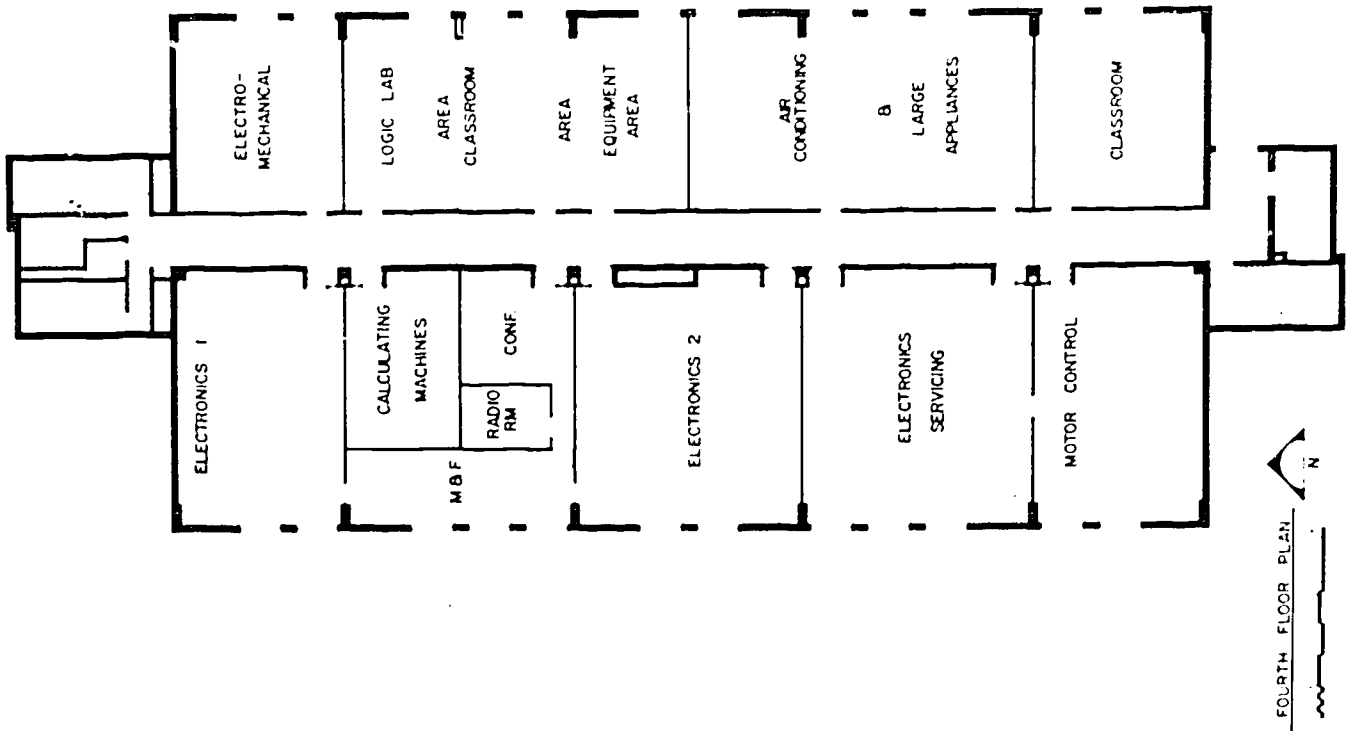 ELECTRO-
MECHANICAL
LOGIC LAB
AREA
CLASSROOM
AREA
EQUIPMENT
AREA
AIR
CONDITIONING
&
LARGE
APPLIANCES
CLASSROOM
ELECTRONICS 1
CALCULATING
MACHINES
CONF.
RADIO
RM
M & F
ELECTRONICS 2
ELECTRONICS
SERVICING
MOTOR CONTROL
N
FOURTH FLOOR PLAN